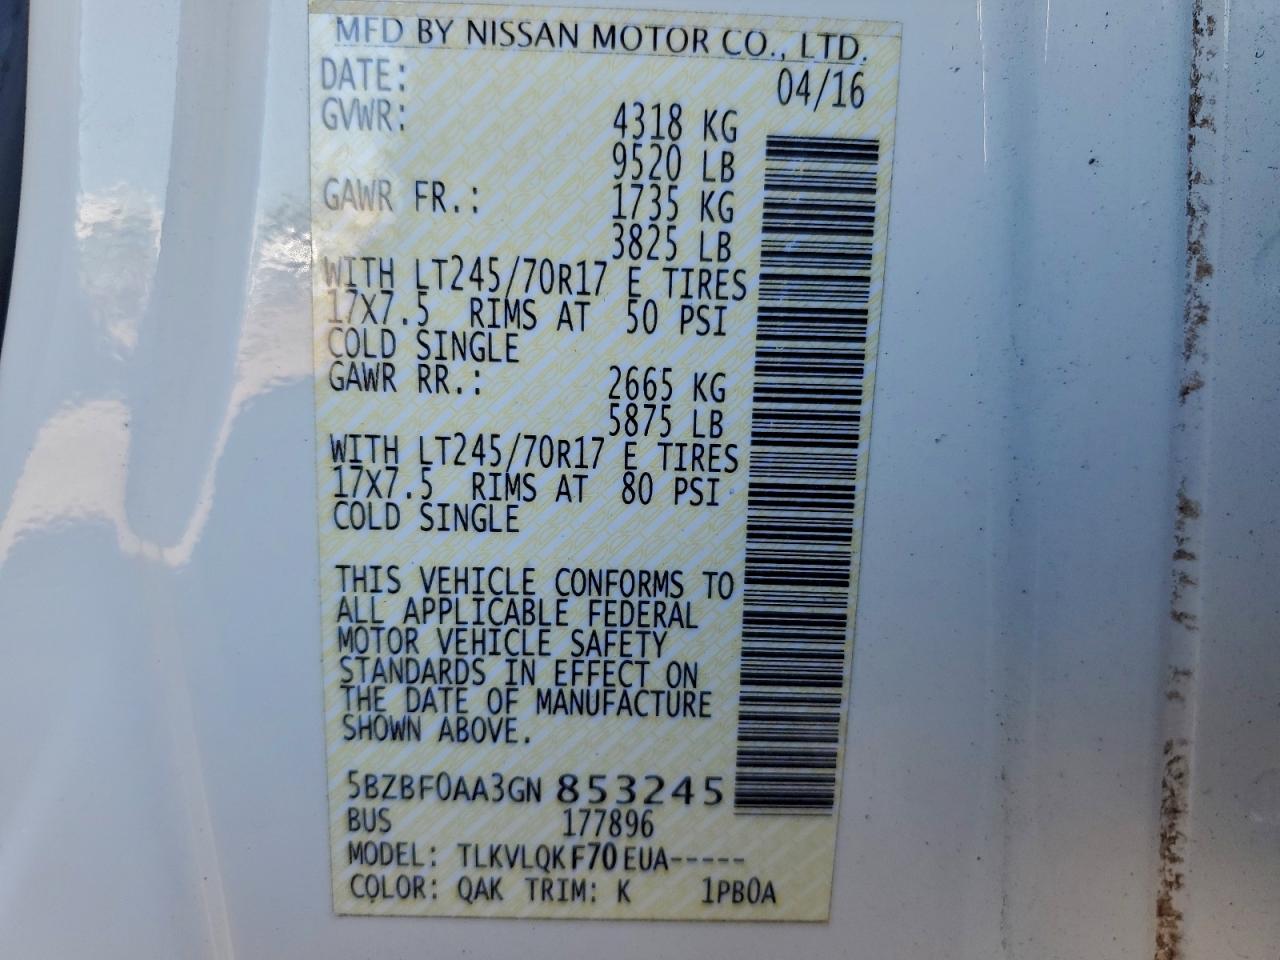 MFD BY NISSAN MOTOR CO., LTD.
DATE: 04/16
GVWR: 4318 KG
9520 LB
GAWR FR.: 1735 KG
3825 LB
WITH LT245/70R17 E TIRES
17X7.5 RIMS AT 50 PSI
COLD SINGLE
GAWR RR.: 2665 KG
5875 LB
WITH LT245/70R17 E TIRES
17X7.5 RIMS AT 80 PSI
COLD SINGLE
THIS VEHICLE CONFORMS TO
ALL APPLICABLE FEDERAL
MOTOR VEHICLE SAFETY
STANDARDS IN EFFECT ON
THE DATE OF MANUFACTURE
SHOWN ABOVE.
5BZBF0AA3GN 853245
BUS 177896
MODEL: TLKVLQKF70EUA-----
COLOR: QAK TRIM: K 1PB0A